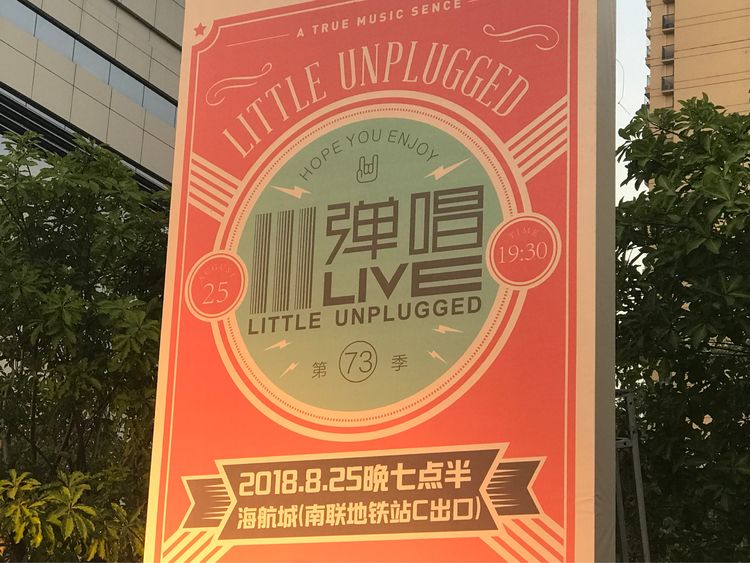 A TRUE MUSIC SENCE
LITTLE UNPLUGGED
HOPE YOU ENJOY
弹唱
LIVE
LITTLE UNPLUGGED
AUGUST
25
TIME
19:30
第 73 季
2018.8.25晚七点半
海航城(南联地铁站C出口)